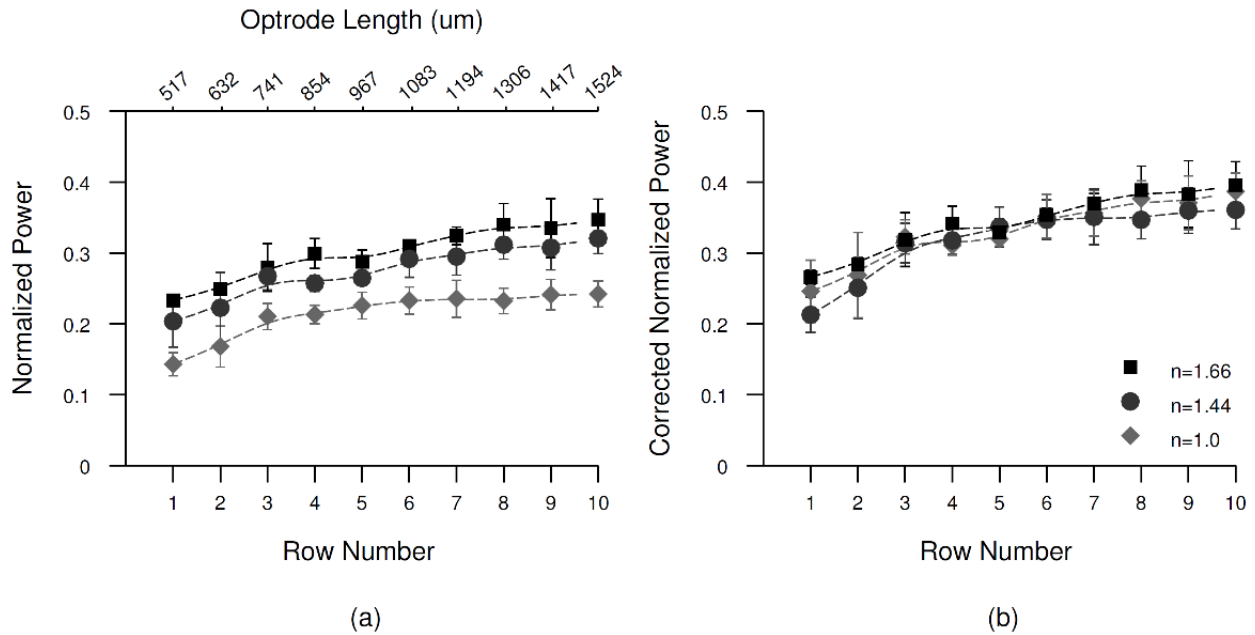 Optrode Length (um)
517 632 741 854 967 1083 1194 1306 1417 1524
Normalized Power
0.5
0.4
0.3
0.2
0.1
0
1 2 3 4 5 6 7 8 9 10
Row Number
(a)
Corrected Normalized Power
0.5
0.4
0.3
0.2
0.1
0
n=1.66
n=1.44
n=1.0
1 2 3 4 5 6 7 8 9 10
Row Number
(b)